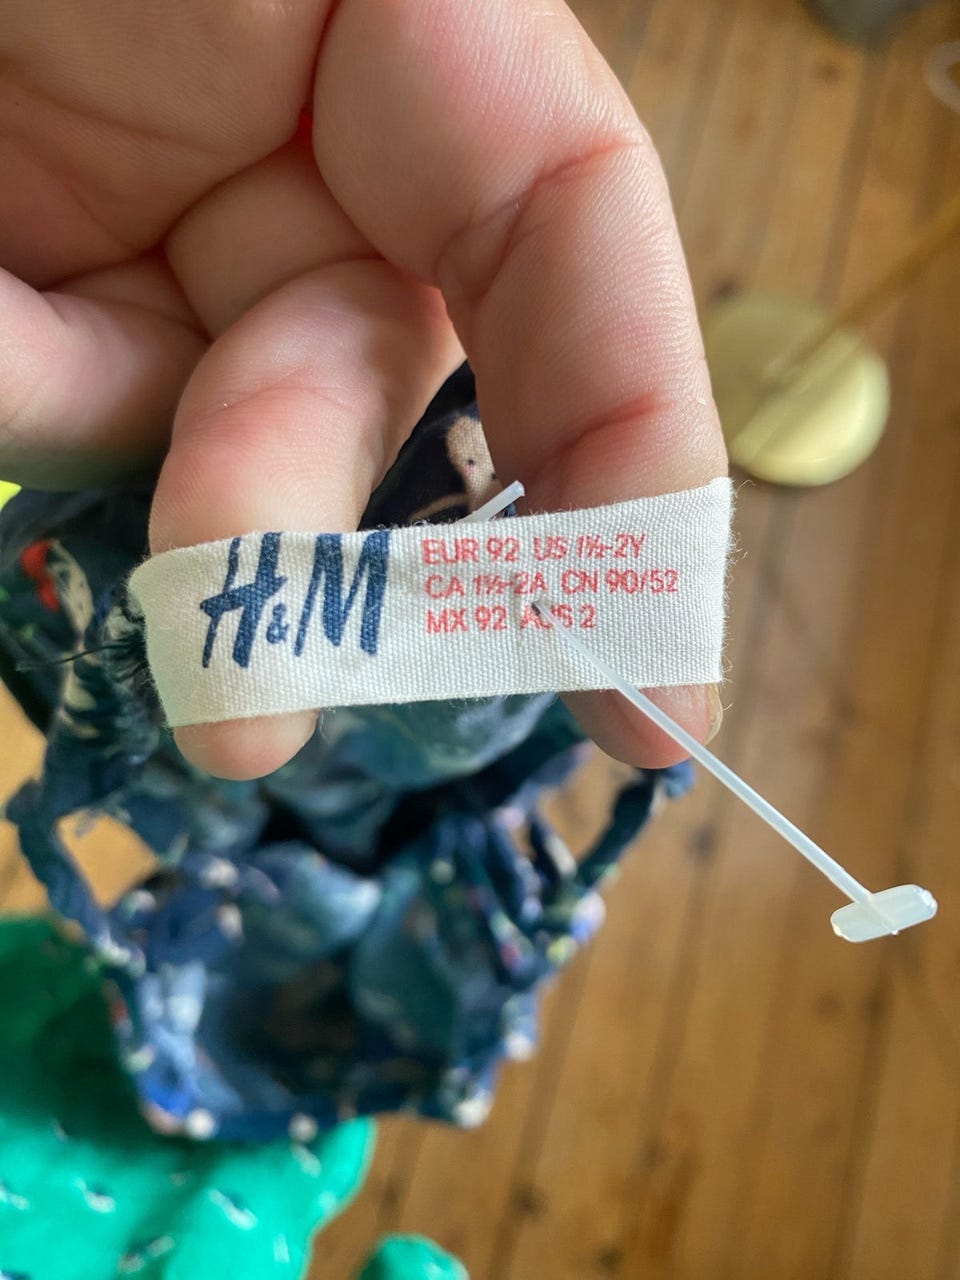 H&M
EUR 92 US 1½-2Y
CA 1½-2A CN 90/52
MX 92 AUS 2